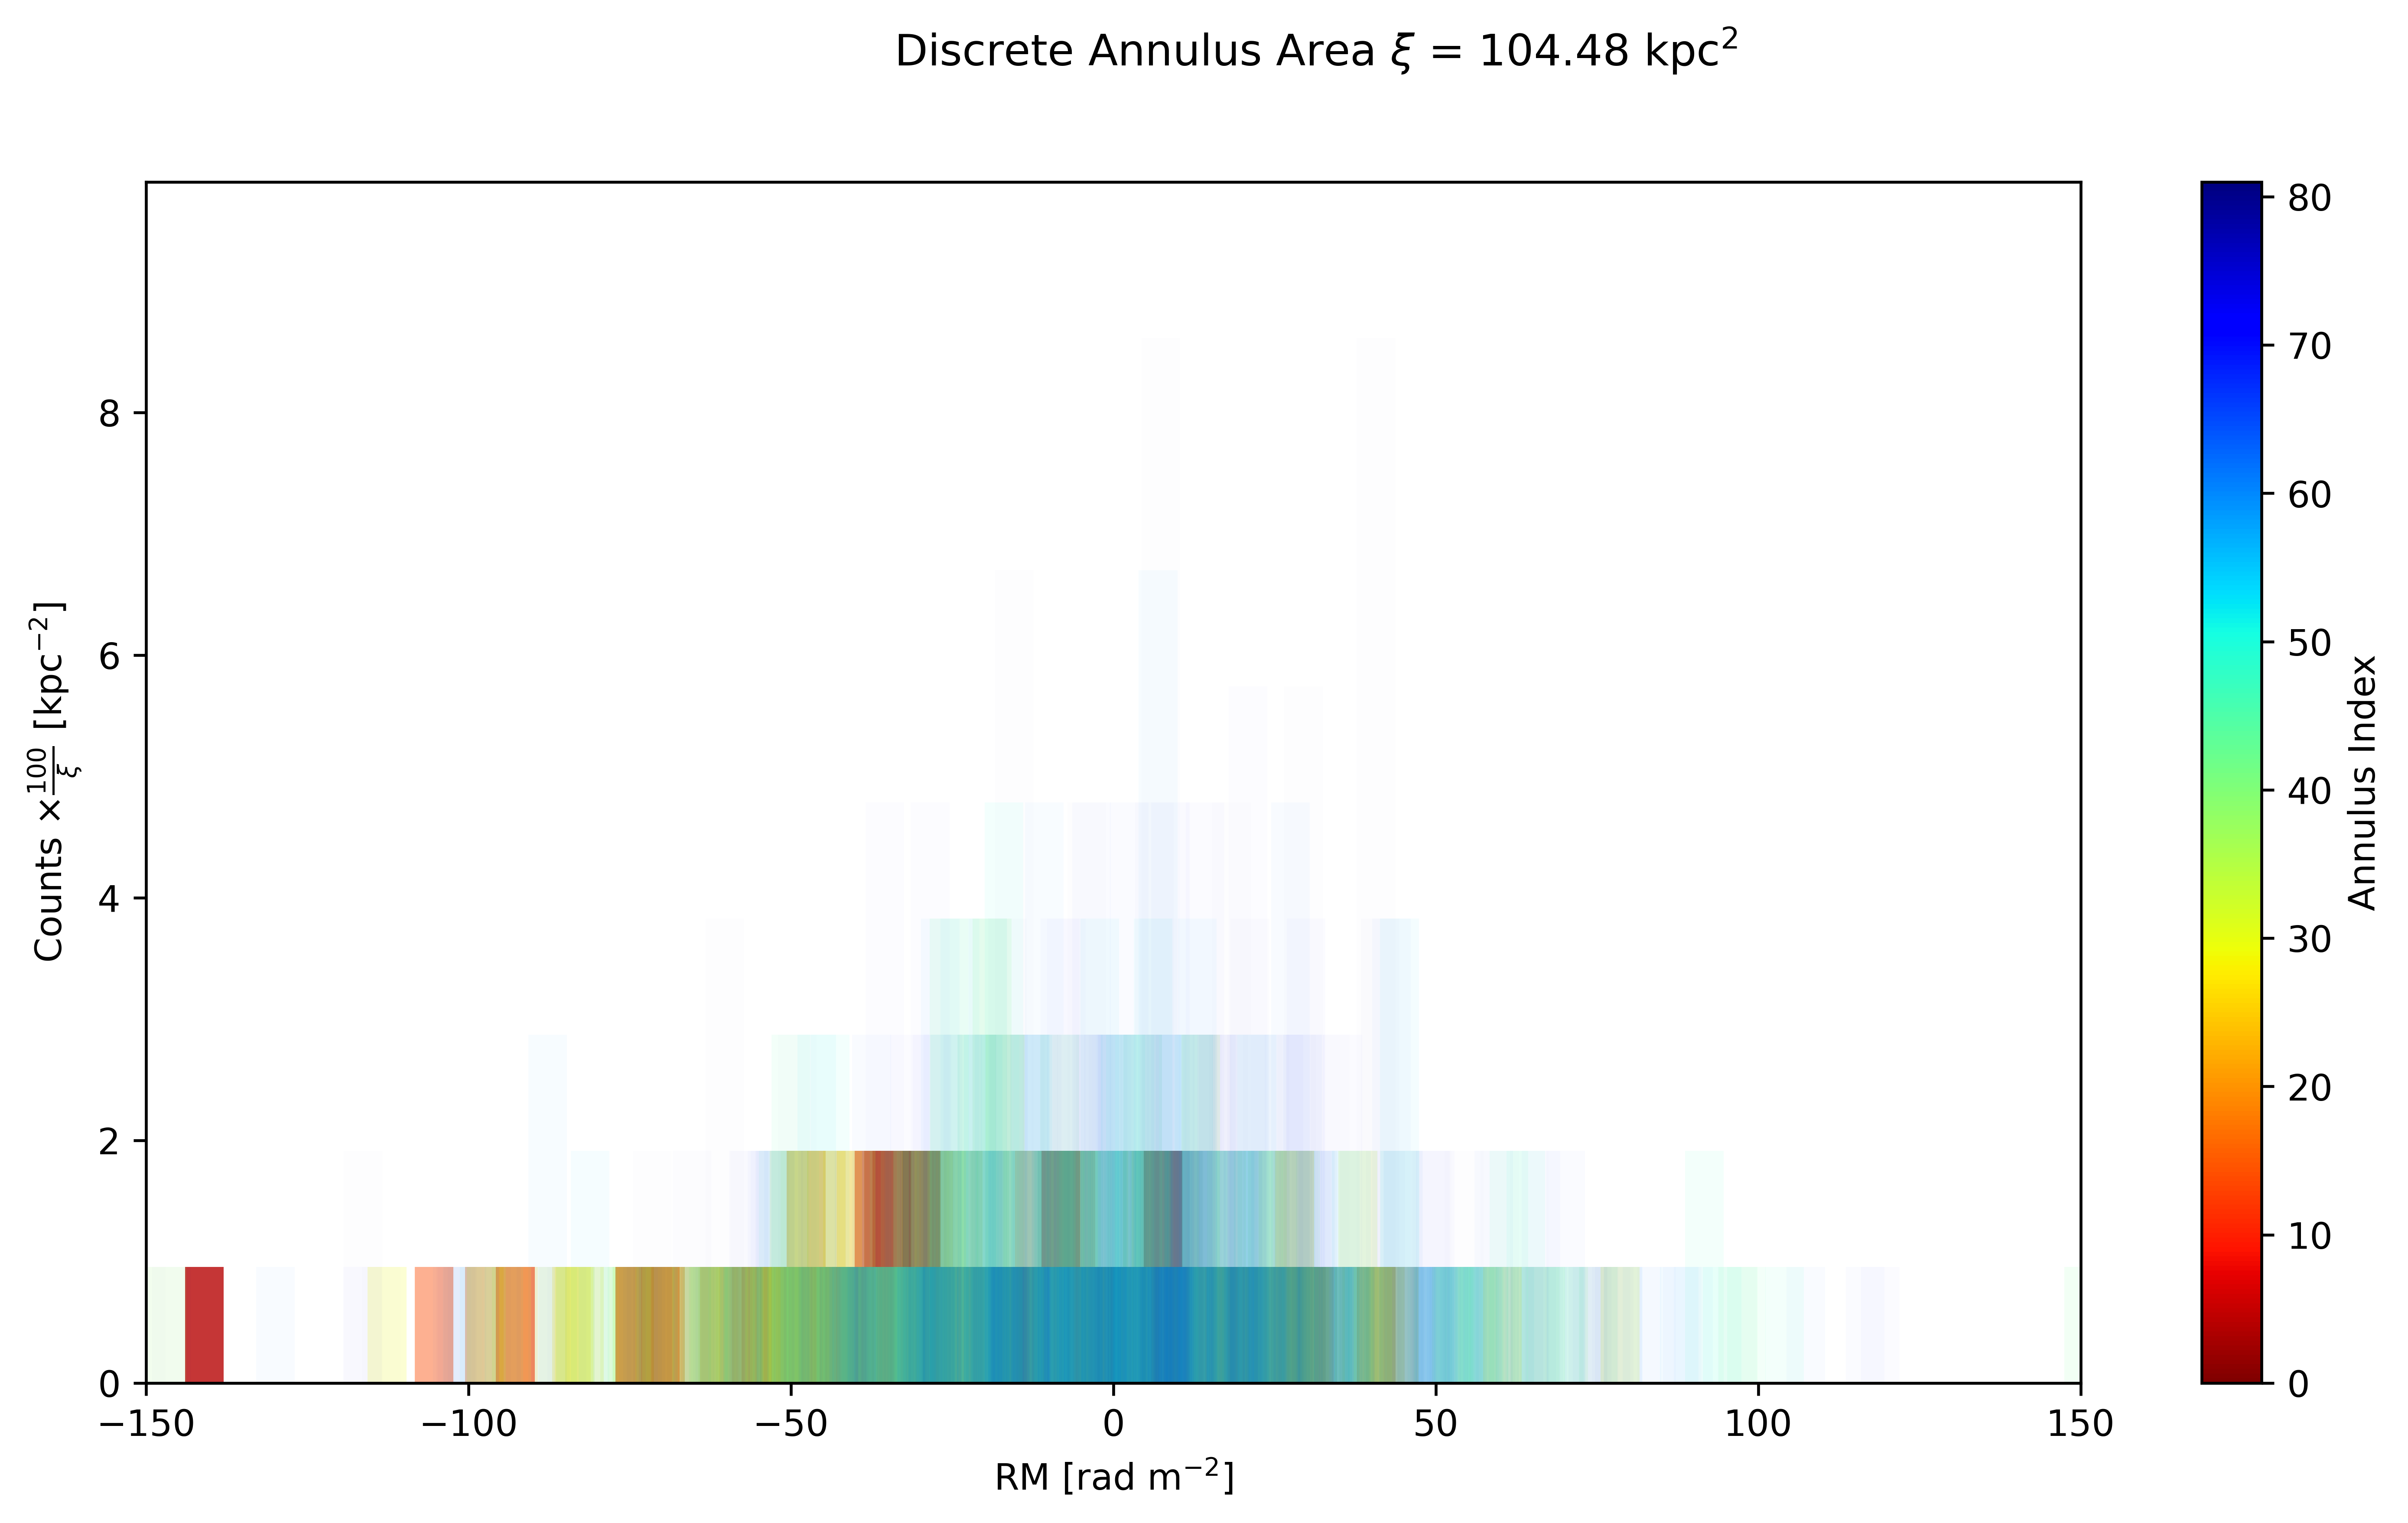 Discrete Annulus Area ξ = 104.48 kpc²
Counts ×100/ξ [kpc⁻²]
8
6
4
2
0
−150 −100 −50 0 50 100 150
RM [rad m⁻²]
80
70
60
50
40
30
20
10
0
Annulus Index